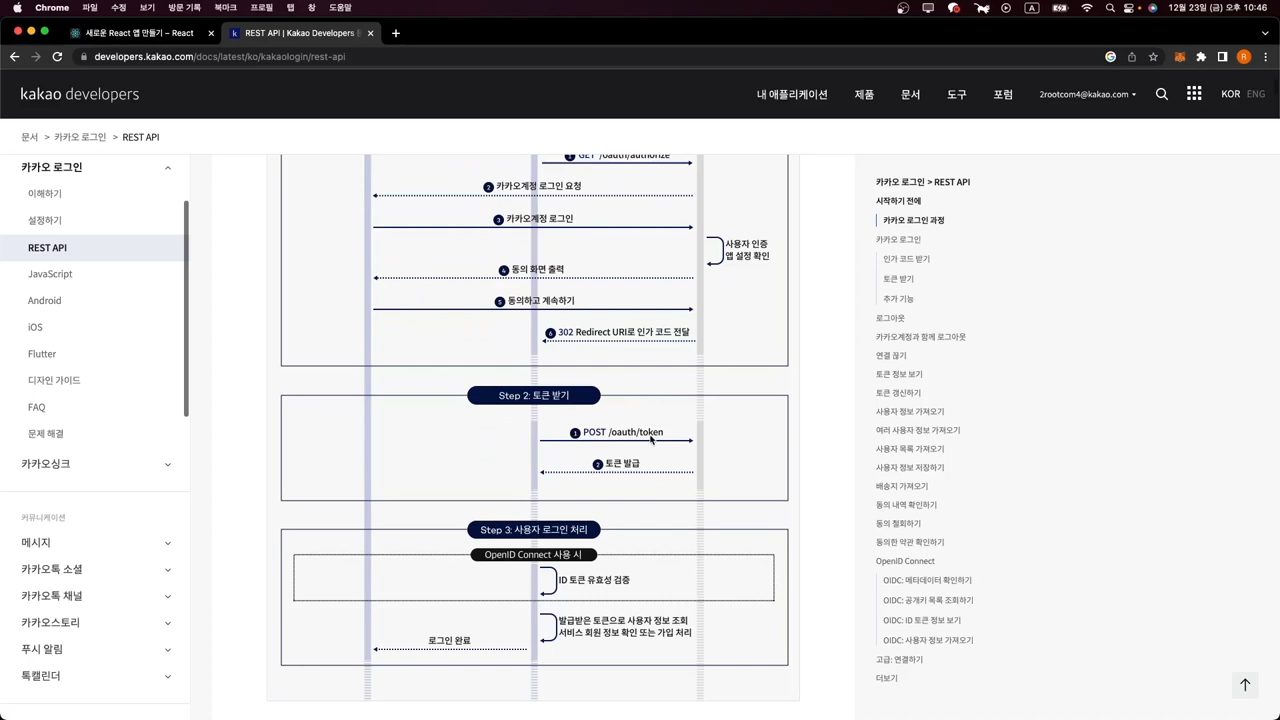 Chrome 파일 수정 보기 방문 기록 북마크 프로필 탭 창 도움말
A
12월 23일 (금) 오후 10:46
새로운 React 앱 만들기 – React
REST API | Kakao Developers
developers.kakao.com/docs/latest/ko/kakaologin/rest-api
R
kakao developers
내 애플리케이션 제품 문서 도구 포럼 2rootcom4@kakao.com KOR ENG
문서 > 카카오 로그인 > REST API
카카오 로그인
이해하기
설정하기
REST API
JavaScript
Android
iOS
Flutter
디자인 가이드
FAQ
문제 해결
카카오싱크
커뮤니케이션
메시지
카카오톡 소셜
카카오톡 채널
카카오스토리
푸시 알림
톡캘린더
1 GET /oauth/authorize
2 카카오계정 로그인 요청
3 카카오계정 로그인
사용자 인증
앱 설정 확인
4 동의 화면 출력
5 동의하고 계속하기
6 302 Redirect URI로 인가 코드 전달
Step 2: 토큰 받기
1 POST /oauth/token
2 토큰 발급
Step 3: 사용자 로그인 처리
OpenID Connect 사용 시
ID 토큰 유효성 검증
발급받은 토큰으로 사용자 정보 조회
서비스 회원 정보 확인 또는 가입 처리
로그인 완료
카카오 로그인 > REST API
시작하기 전에
카카오 로그인 과정
카카오 로그인
인가 코드 받기
토큰 받기
추가 기능
로그아웃
카카오계정과 함께 로그아웃
연결 끊기
토큰 정보 보기
토큰 갱신하기
사용자 정보 가져오기
여러 사용자 정보 가져오기
사용자 목록 가져오기
사용자 정보 저장하기
배송지 가져오기
동의 내역 확인하기
동의 철회하기
동의한 약관 확인하기
OpenID Connect
OIDC: 메타데이터 확인하기
OIDC: 공개키 목록 조회하기
OIDC: ID 토큰 정보 보기
OIDC: 사용자 정보 가져오기
고급: 연결하기
더보기